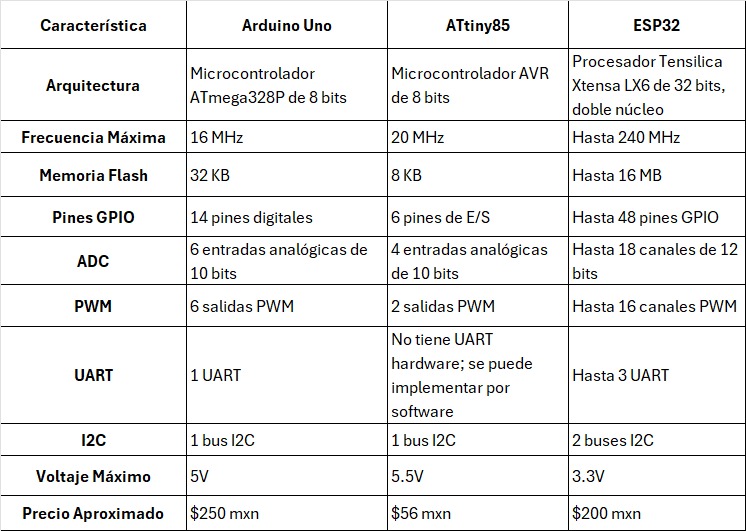 Característica
Arduino Uno
ATtiny85
ESP32
Arquitectura
Microcontrolador
ATmega328P de 8 bits
Microcontrolador AVR
de 8 bits
Procesador Tensilica
Xtensa LX6 de 32 bits,
doble núcleo
Frecuencia Máxima
16 MHz
20 MHz
Hasta 240 MHz
Memoria Flash
32 KB
8 KB
Hasta 16 MB
Pines GPIO
14 pines digitales
6 pines de E/S
Hasta 48 pines GPIO
ADC
6 entradas analógicas de
10 bits
4 entradas analógicas
de 10 bits
Hasta 18 canales de 12
bits
PWM
6 salidas PWM
2 salidas PWM
Hasta 16 canales PWM
UART
1 UART
No tiene UART
hardware; se puede
implementar por
software
Hasta 3 UART
I2C
1 bus I2C
1 bus I2C
2 buses I2C
Voltaje Máximo
5V
5.5V
3.3V
Precio Aproximado
$250 mxn
$56 mxn
$200 mxn